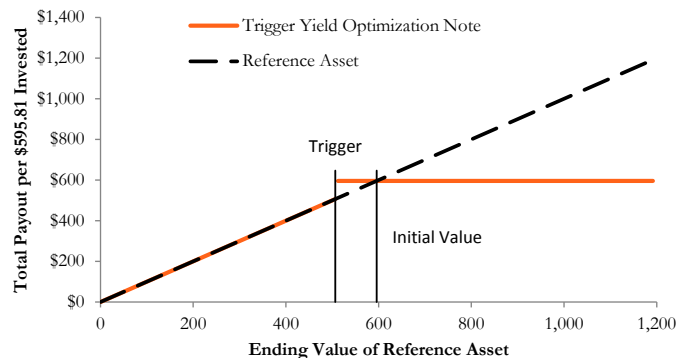 $1,400
$1,200
$1,000
$800
$600
$400
$200
$0
Total Payout per $595.81 Invested
Trigger Yield Optimization Note
Reference Asset
Trigger
Initial Value
0
200
400
600
800
1,000
1,200
Ending Value of Reference Asset